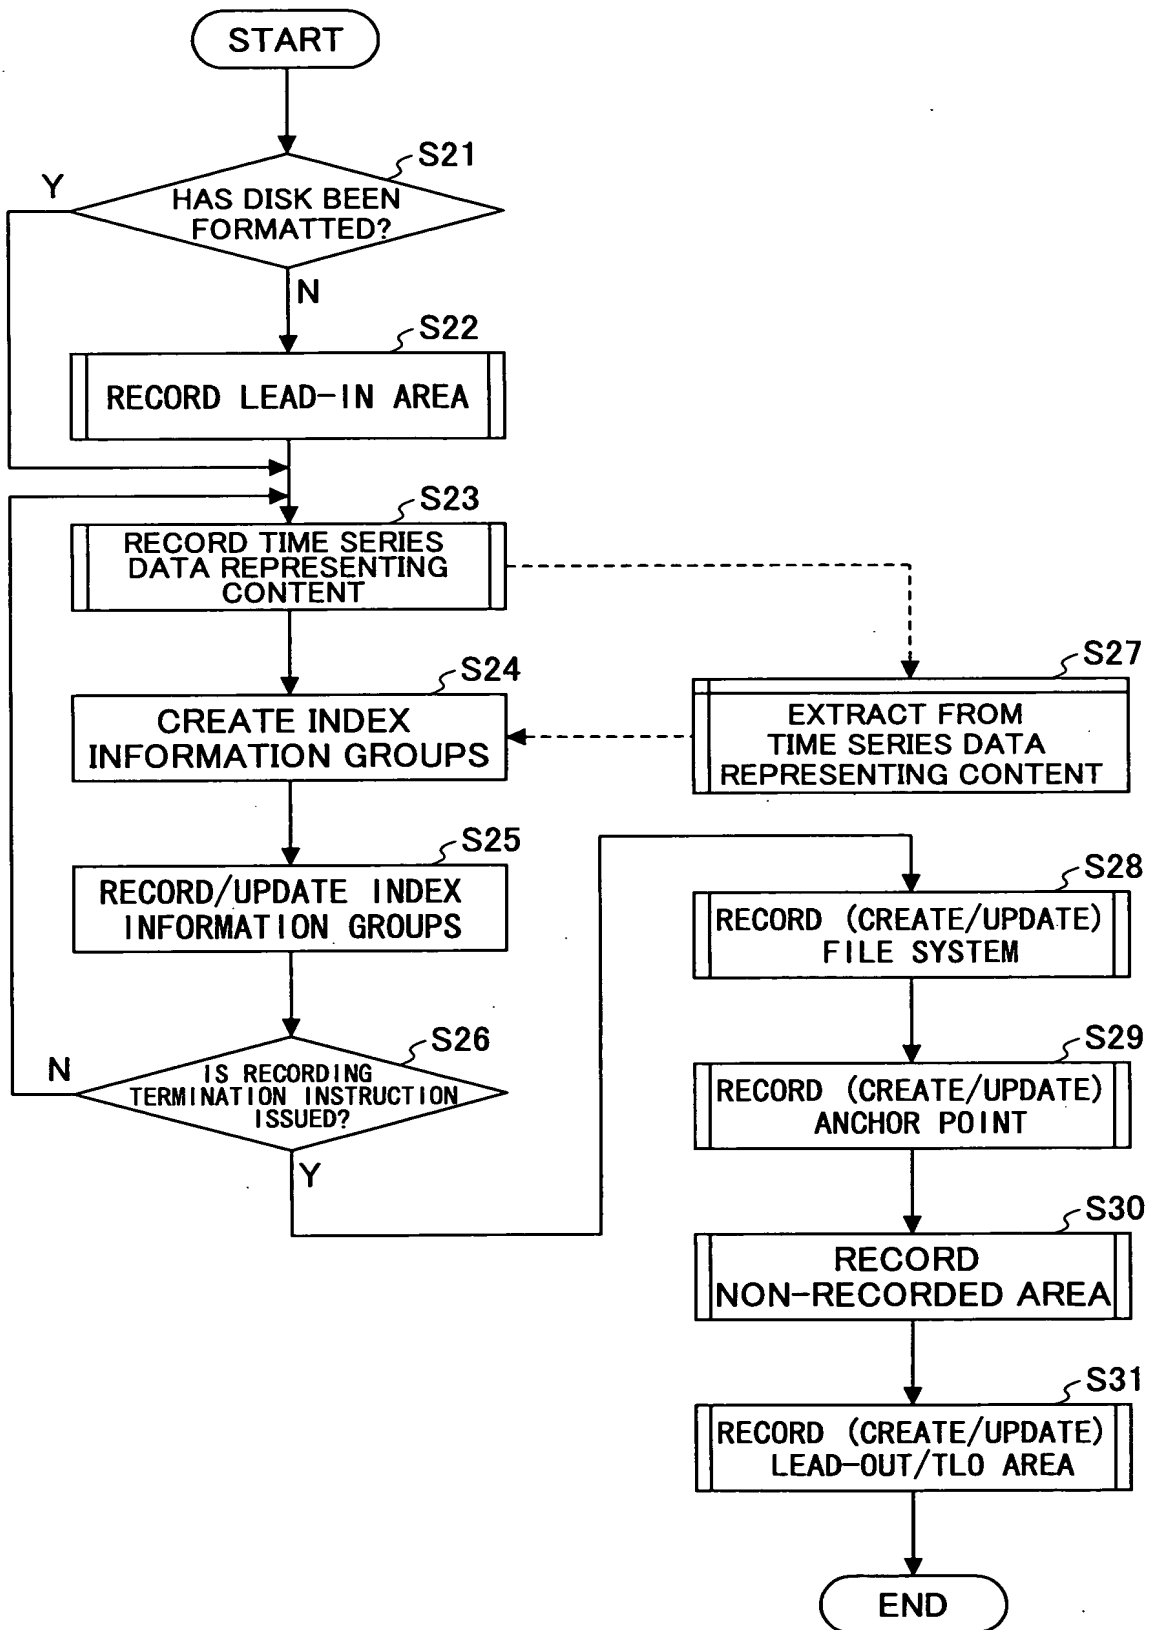 START
S21
Y
HAS DISK BEEN
FORMATTED?
N
S22
RECORD LEAD-IN AREA
S23
RECORD TIME SERIES
DATA REPRESENTING
CONTENT
S24
CREATE INDEX
INFORMATION GROUPS
S27
EXTRACT FROM
TIME SERIES DATA
REPRESENTING CONTENT
S25
RECORD/UPDATE INDEX
INFORMATION GROUPS
S26
N
IS RECORDING
TERMINATION INSTRUCTION
ISSUED?
Y
S28
RECORD (CREATE/UPDATE)
FILE SYSTEM
S29
RECORD (CREATE/UPDATE)
ANCHOR POINT
S30
RECORD
NON-RECORDED AREA
S31
RECORD (CREATE/UPDATE)
LEAD-OUT/TLO AREA
END